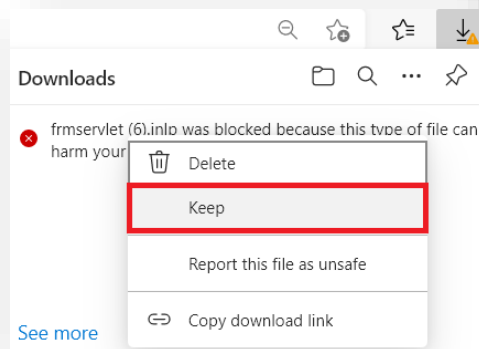 Downloads
frmservlet (6).jnlp was blocked because this type of file can
harm your
Delete
Keep
Report this file as unsafe
Copy download link
See more